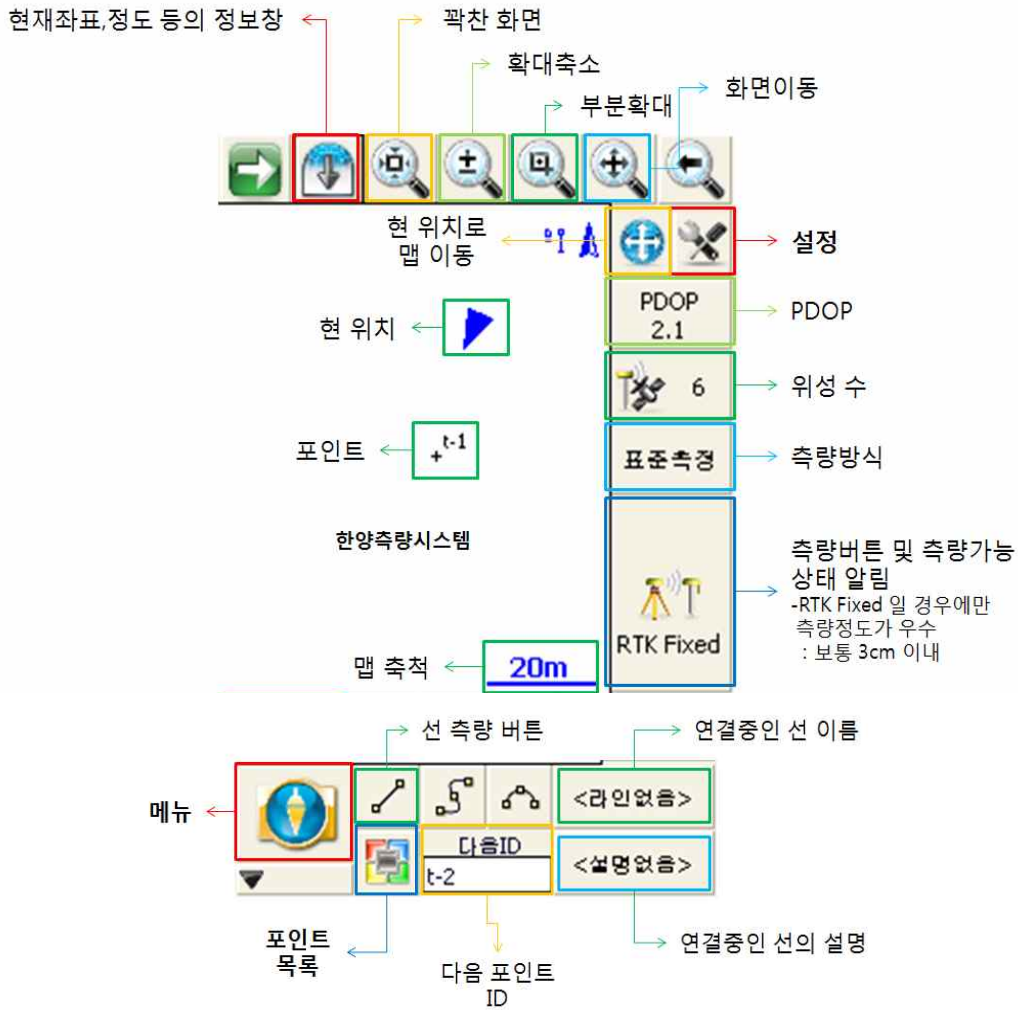 현재좌표,정도 등의 정보창
꽉찬 화면
확대축소
부분확대
화면이동
현 위치로
맵 이동
설정
PDOP
2.1
PDOP
현 위치
6
위성 수
포인트
t-1
표준측정
측량방식
한양측량시스템
측량버튼 및 측량가능
상태 알림
-RTK Fixed 일 경우에만
측량정도가 우수
: 보통 3cm 이내
RTK Fixed
맵 축척
20m
선 측량 버튼
연결중인 선 이름
메뉴
<라인없음>
다음ID
t-2
<설명없음>
포인트
목록
다음 포인트
ID
연결중인 선의 설명